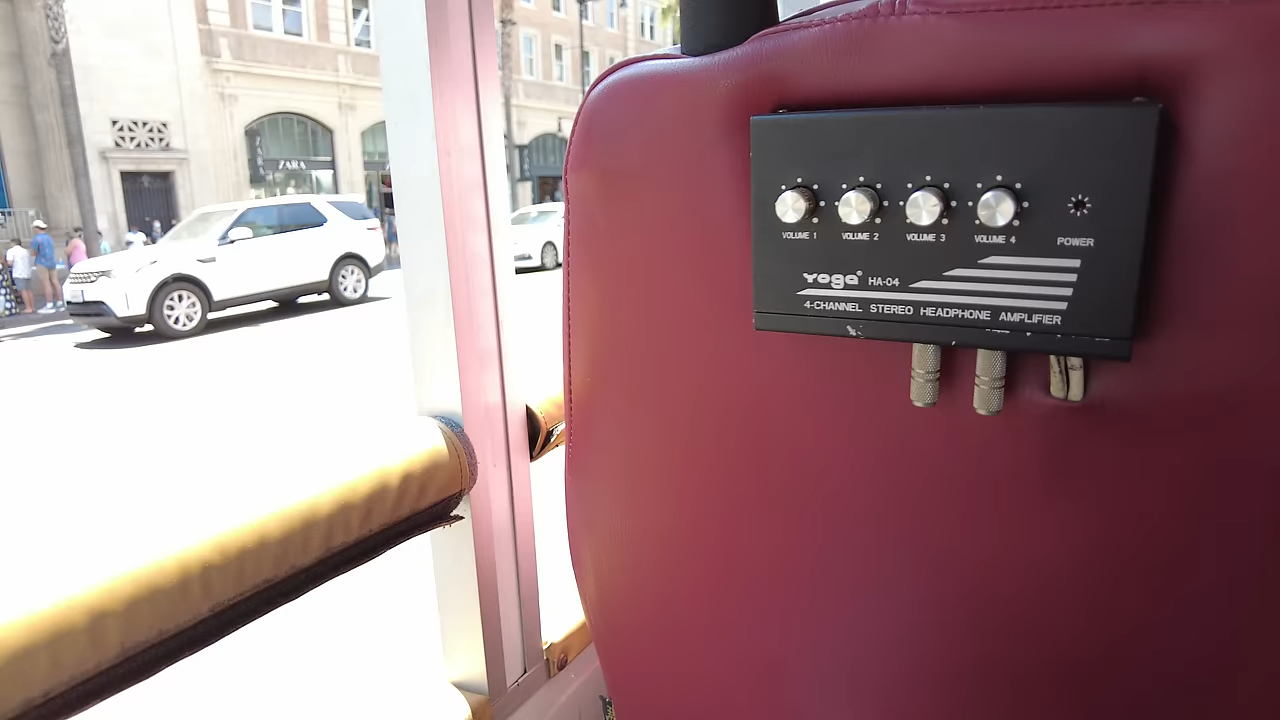 ZARA
VOLUME 1 VOLUME 2 VOLUME 3 VOLUME 4 POWER
YOGA® HA-04
4-CHANNEL STEREO HEADPHONE AMPLIFIER